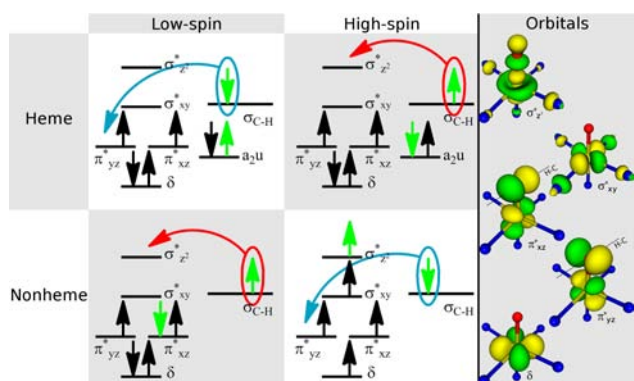 Low-spin High-spin Orbitals
Heme
σ*z²
σ*xy
σC-H
π*yz π*xz
a₂u
δ
σ*z²
σ*xy
σC-H
π*yz π*xz
a₂u
δ
Nonheme
σ*z²
σ*xy
σC-H
π*yz π*xz
δ
σ*z²
σ*xy
σC-H
π*yz π*xz
δ
σ*z²
σ*xy
H-C
π*xz
H-C
π*yz
δ